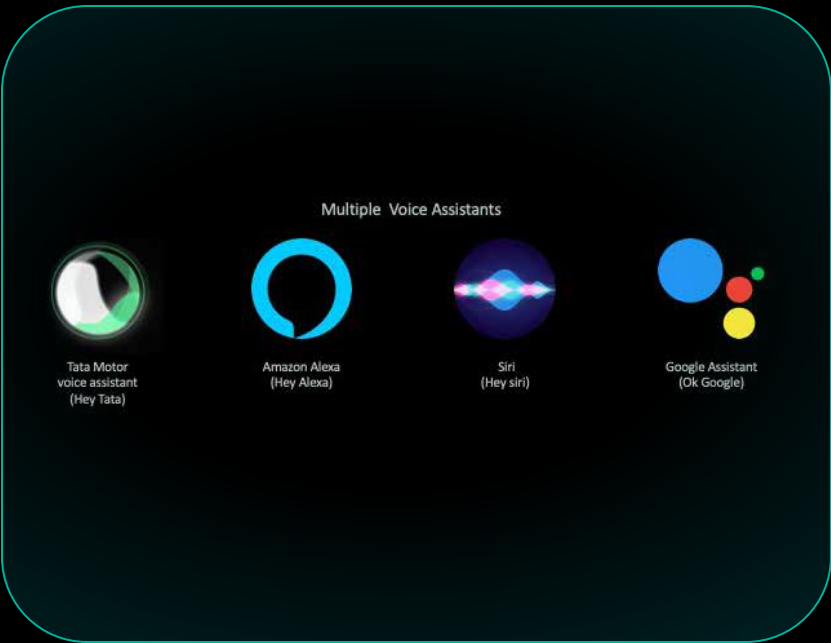 Multiple Voice Assistants
Tata Motor
voice assistant
(Hey Tata)
Amazon Alexa
(Hey Alexa)
Siri
(Hey siri)
Google Assistant
(Ok Google)